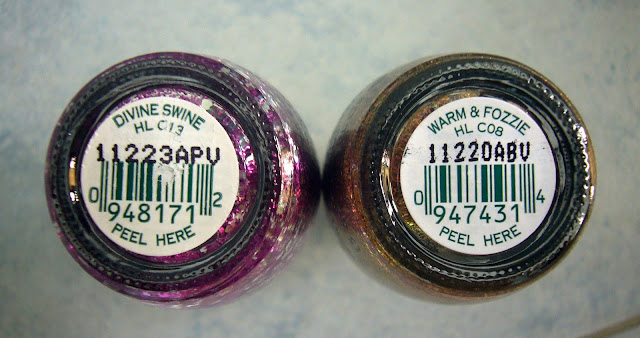 DIVINE SWINE
HL C13
11223APV
0 948171 2
PEEL HERE
WARM & FOZZIE
HL C08
11220ABV
0 947431 4
PEEL HERE